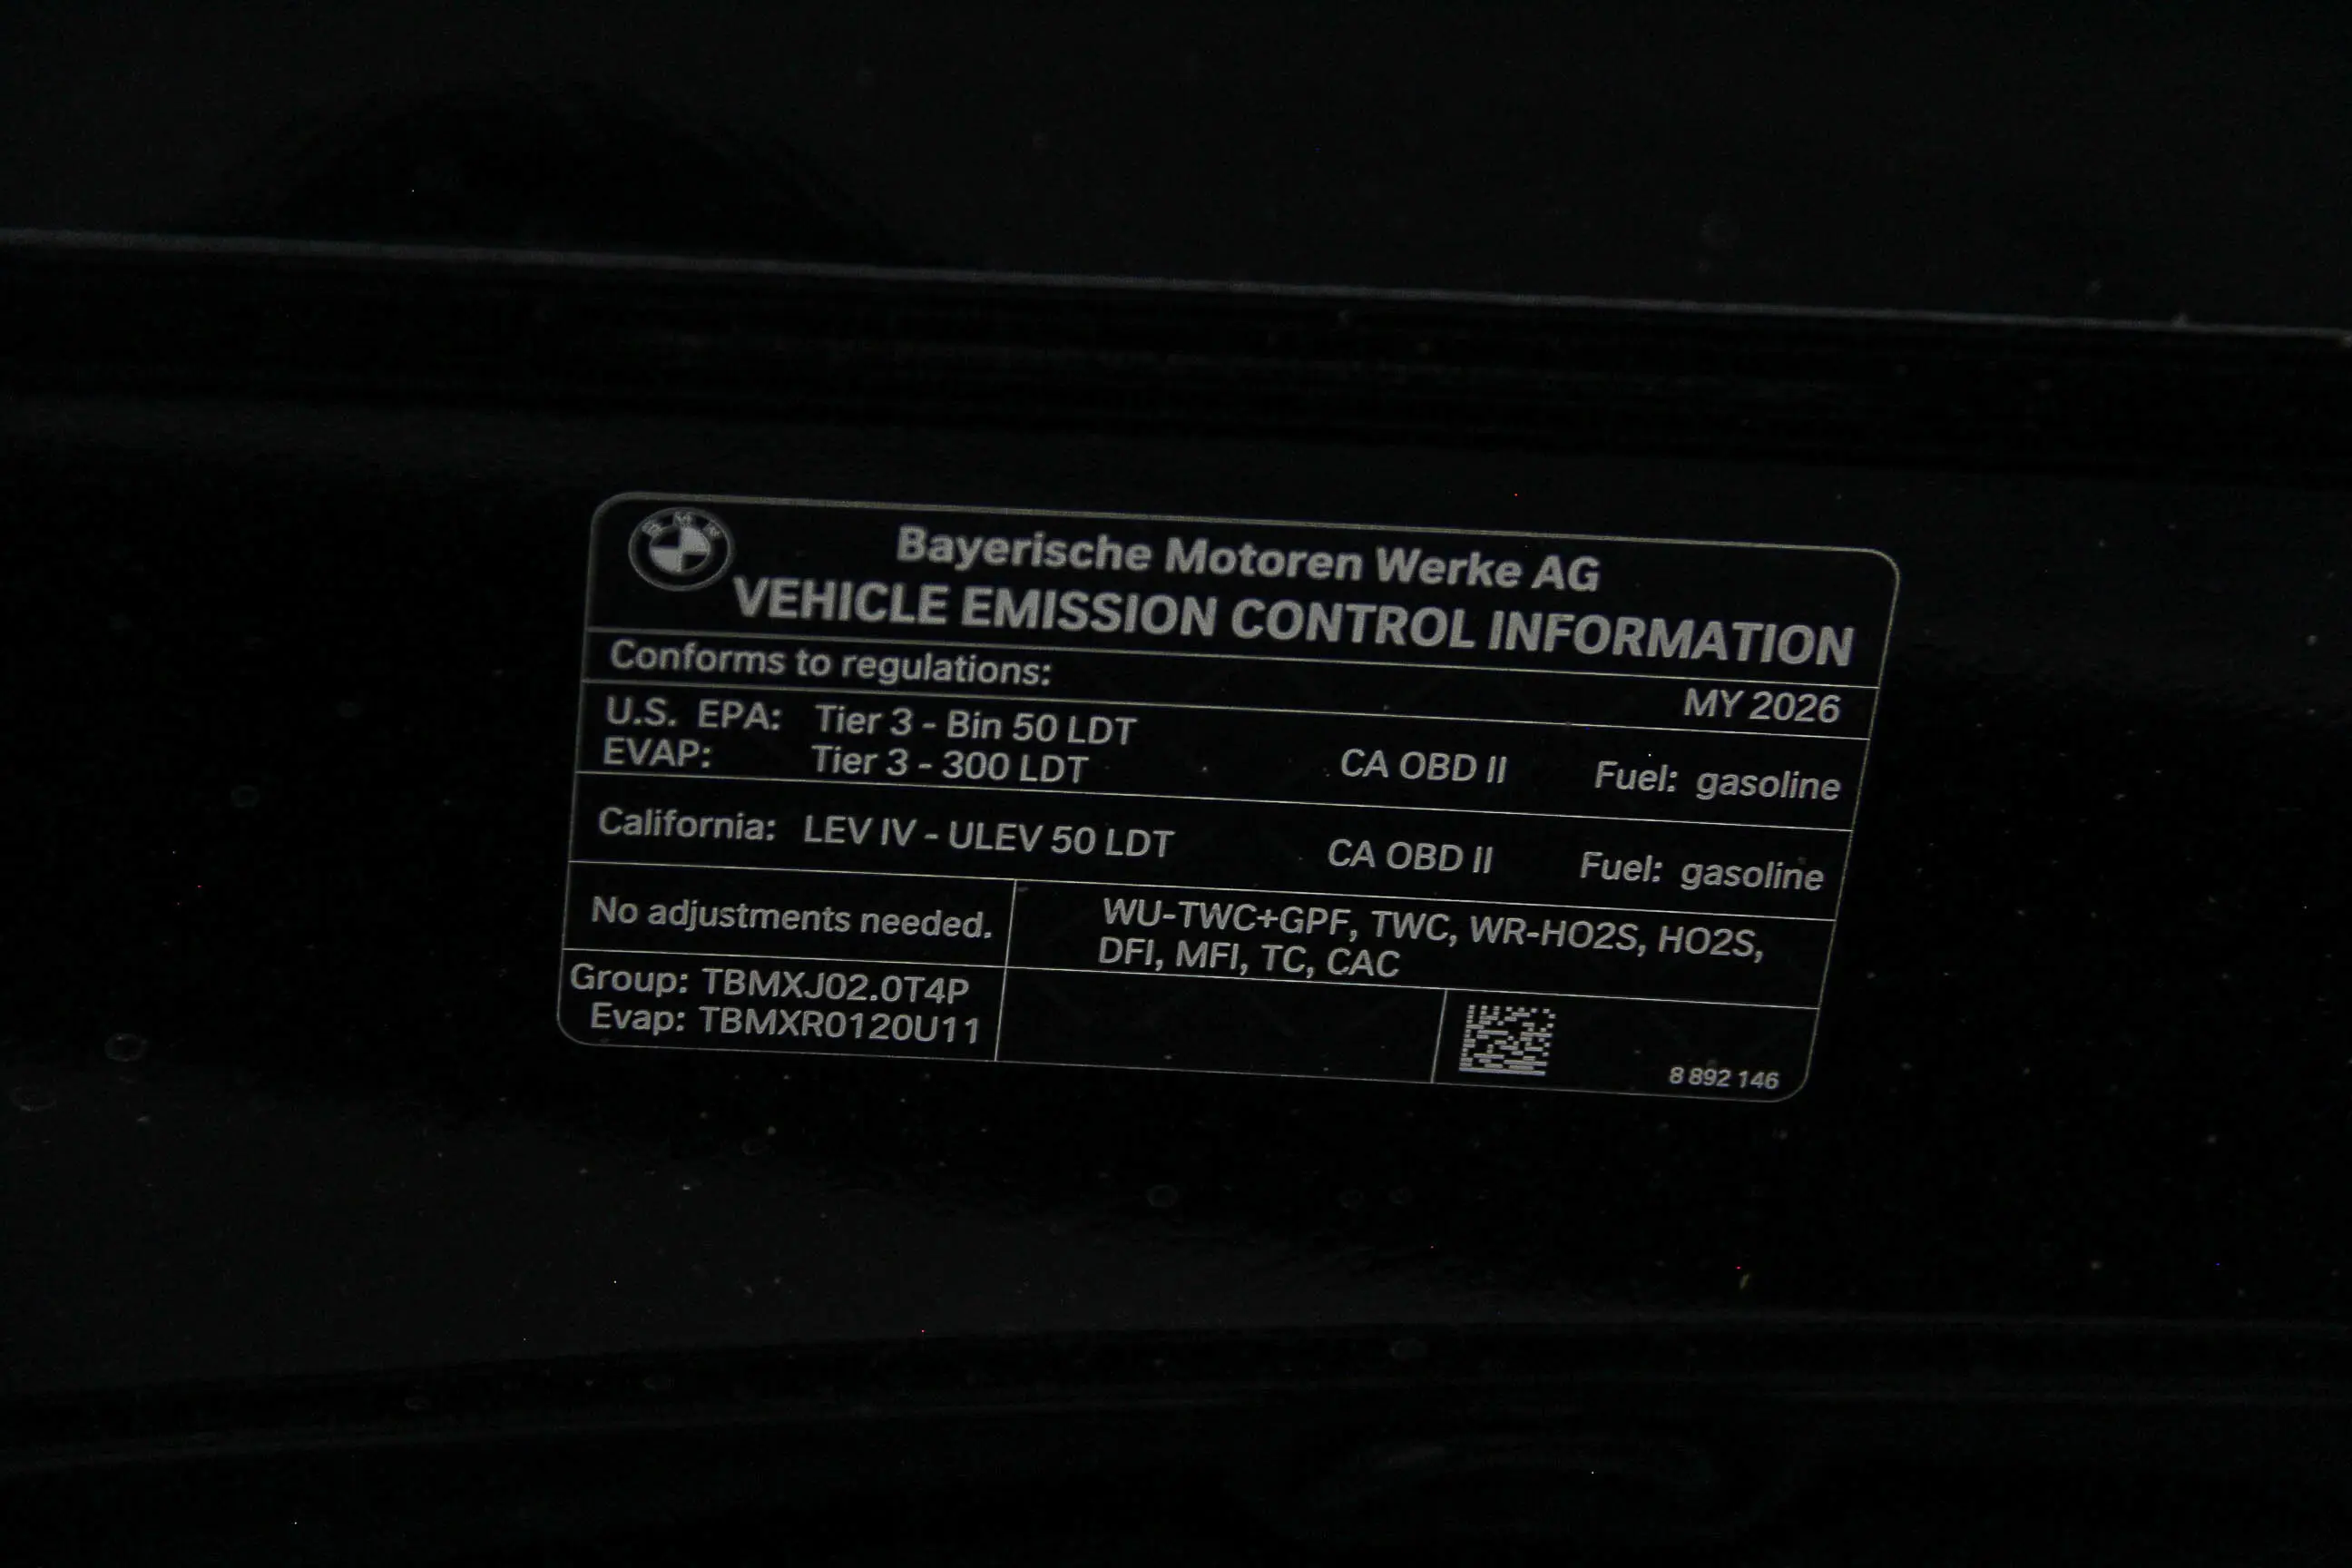 BMW
Bayerische Motoren Werke AG
VEHICLE EMISSION CONTROL INFORMATION
Conforms to regulations:
MY 2026
U.S. EPA: Tier 3 - Bin 50 LDT
EVAP: Tier 3 - 300 LDT
CA OBD II Fuel: gasoline
California: LEV IV - ULEV 50 LDT CA OBD II Fuel: gasoline
No adjustments needed.
WU-TWC+GPF, TWC, WR-HO2S, HO2S,
DFI, MFI, TC, CAC
Group: TBMXJ02.0T4P
Evap: TBMXR0120U11
8 892 146